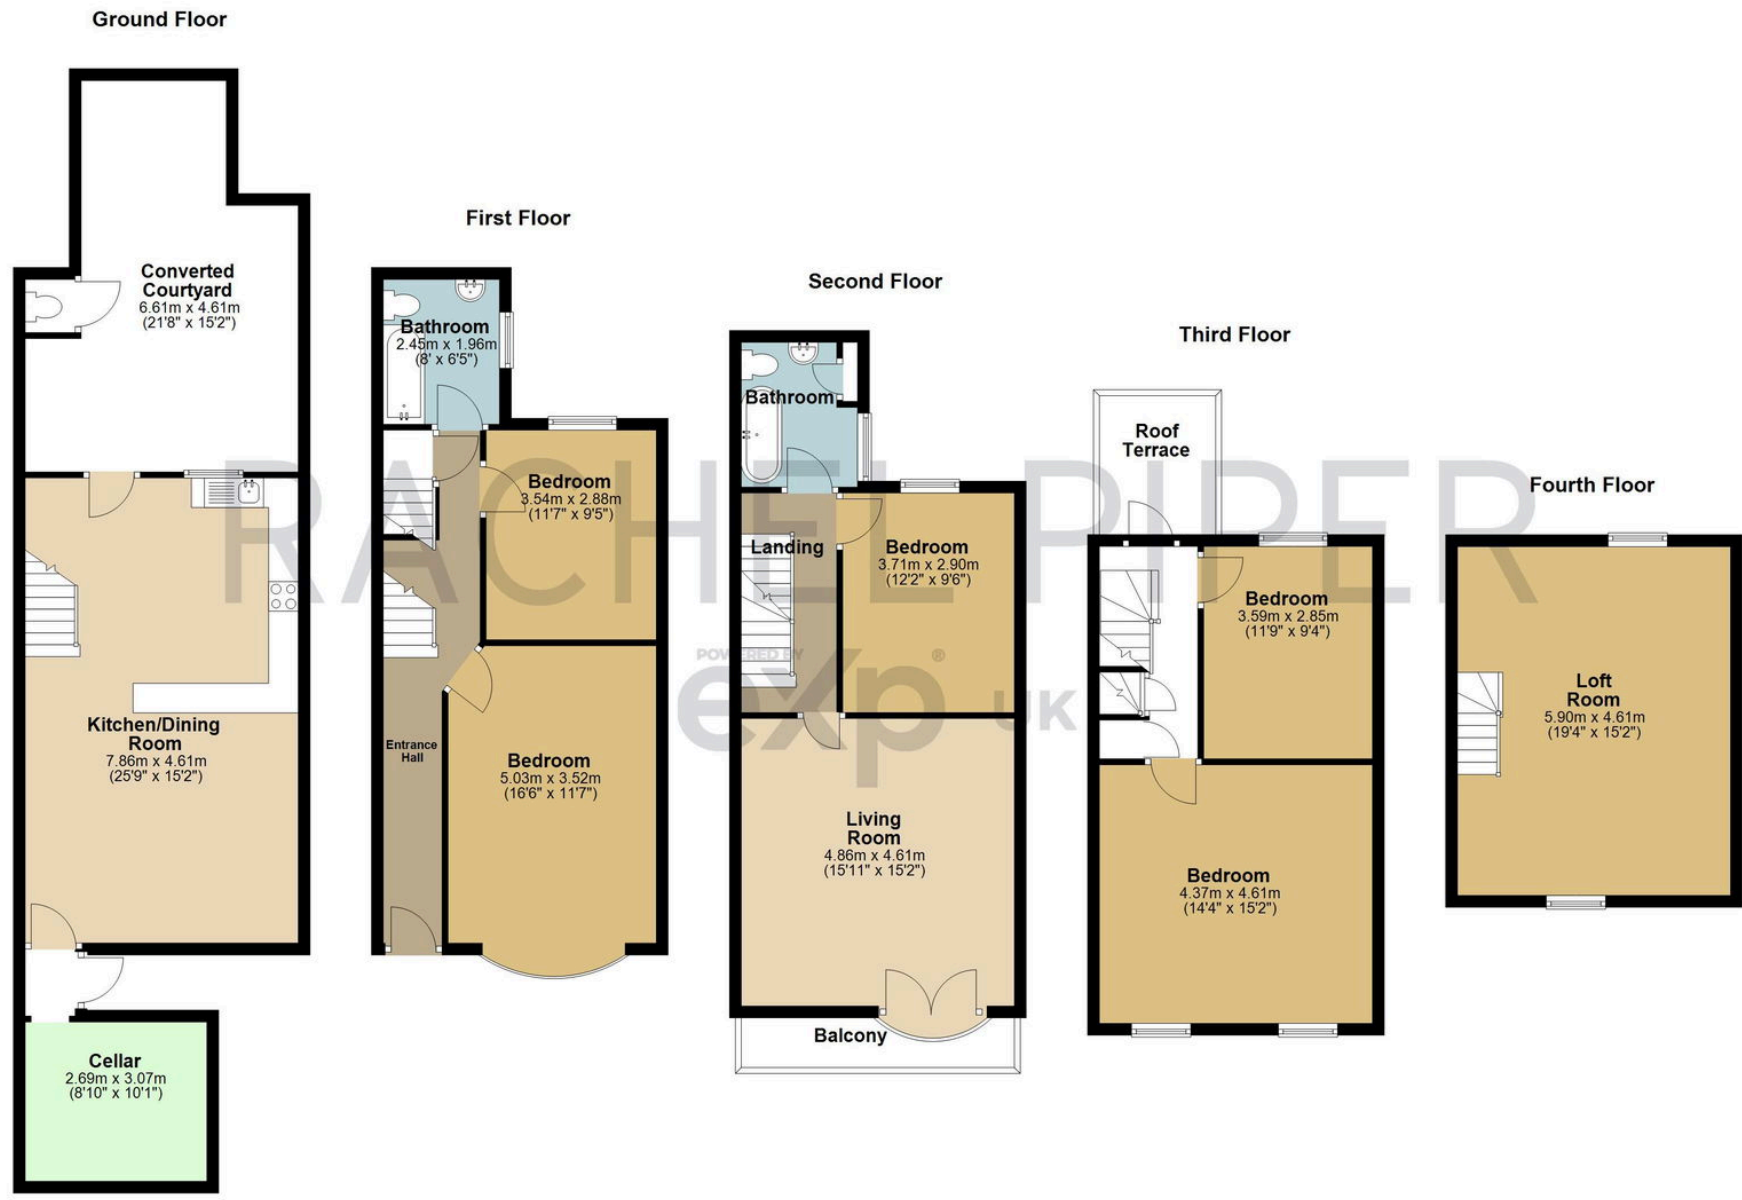 Ground Floor
Converted
Courtyard
6.61m x 4.61m
(21'8" x 15'2")
Kitchen/Dining
Room
7.86m x 4.61m
(25'9" x 15'2")
Cellar
2.69m x 3.07m
(8'10" x 10'1")
First Floor
Bathroom
2.45m x 1.96m
(8' x 6'5")
Bedroom
3.54m x 2.88m
(11'7" x 9'5")
Entrance
Hall
Bedroom
5.03m x 3.52m
(16'6" x 11'7")
Second Floor
Bathroom
Landing
Bedroom
3.71m x 2.90m
(12'2" x 9'6")
Living
Room
4.86m x 4.61m
(15'11" x 15'2")
Balcony
Third Floor
Roof
Terrace
Bedroom
3.59m x 2.85m
(11'9" x 9'4")
Bedroom
4.37m x 4.61m
(14'4" x 15'2")
Fourth Floor
Loft
Room
5.90m x 4.61m
(19'4" x 15'2")
RACHEL PIPER
POWERED BY
eXp® UK